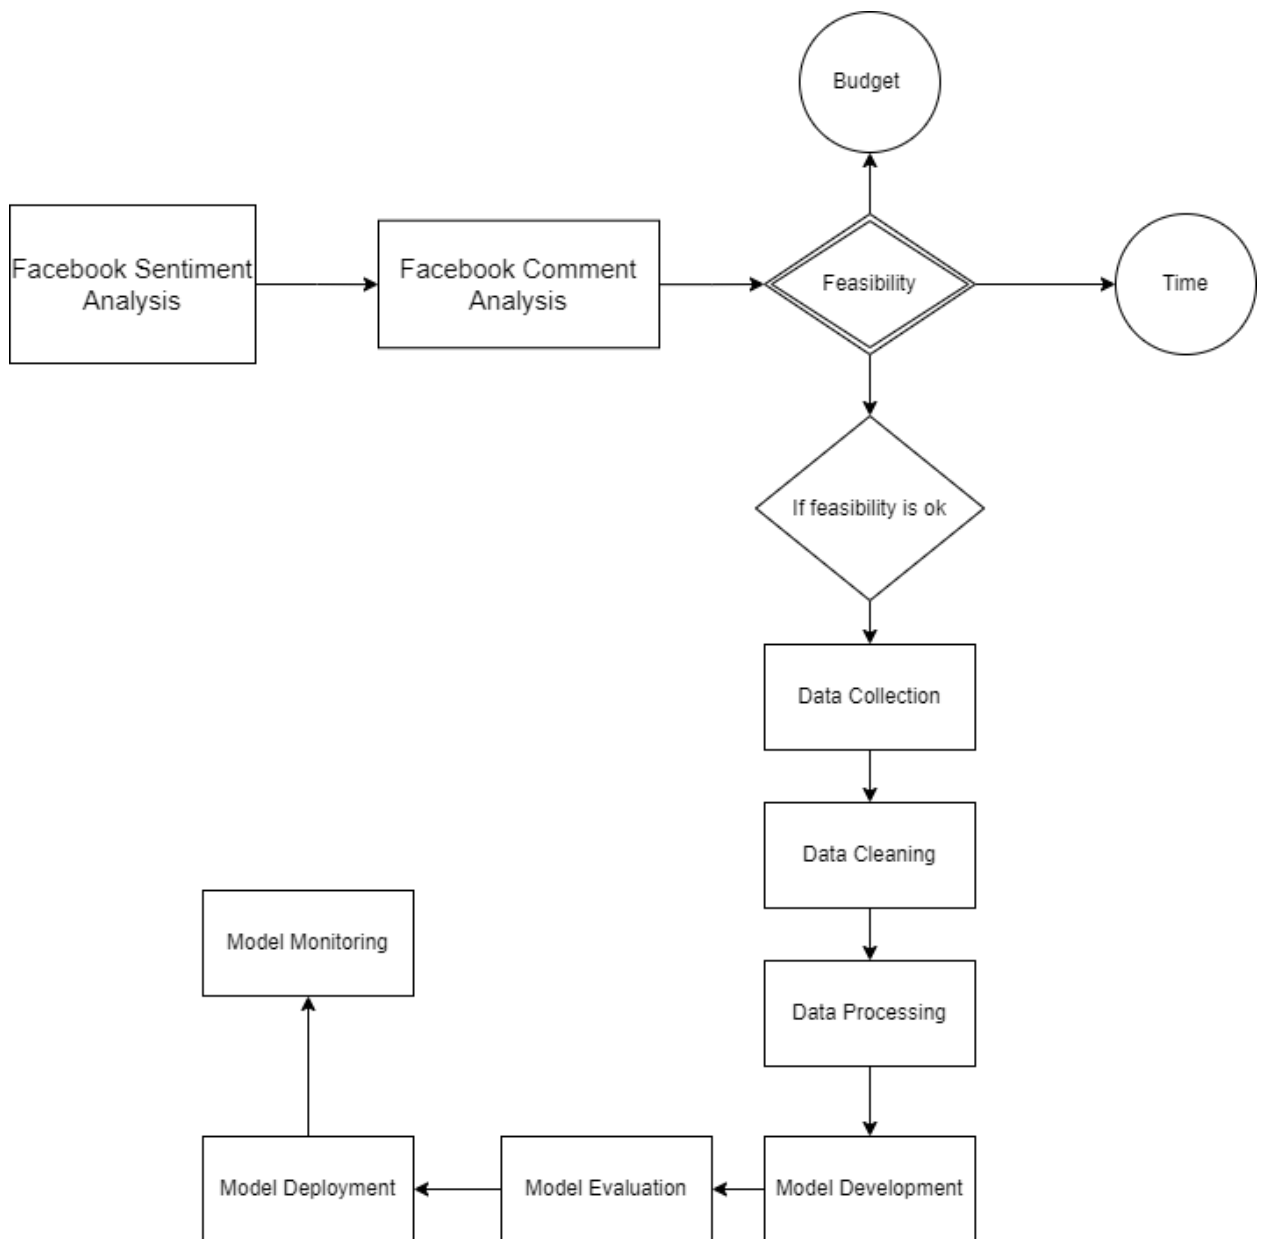 Budget
Facebook Sentiment
Analysis
Facebook Comment
Analysis
Feasibility
Time
If feasibility is ok
Data Collection
Data Cleaning
Data Processing
Model Development
Model Evaluation
Model Deployment
Model Monitoring